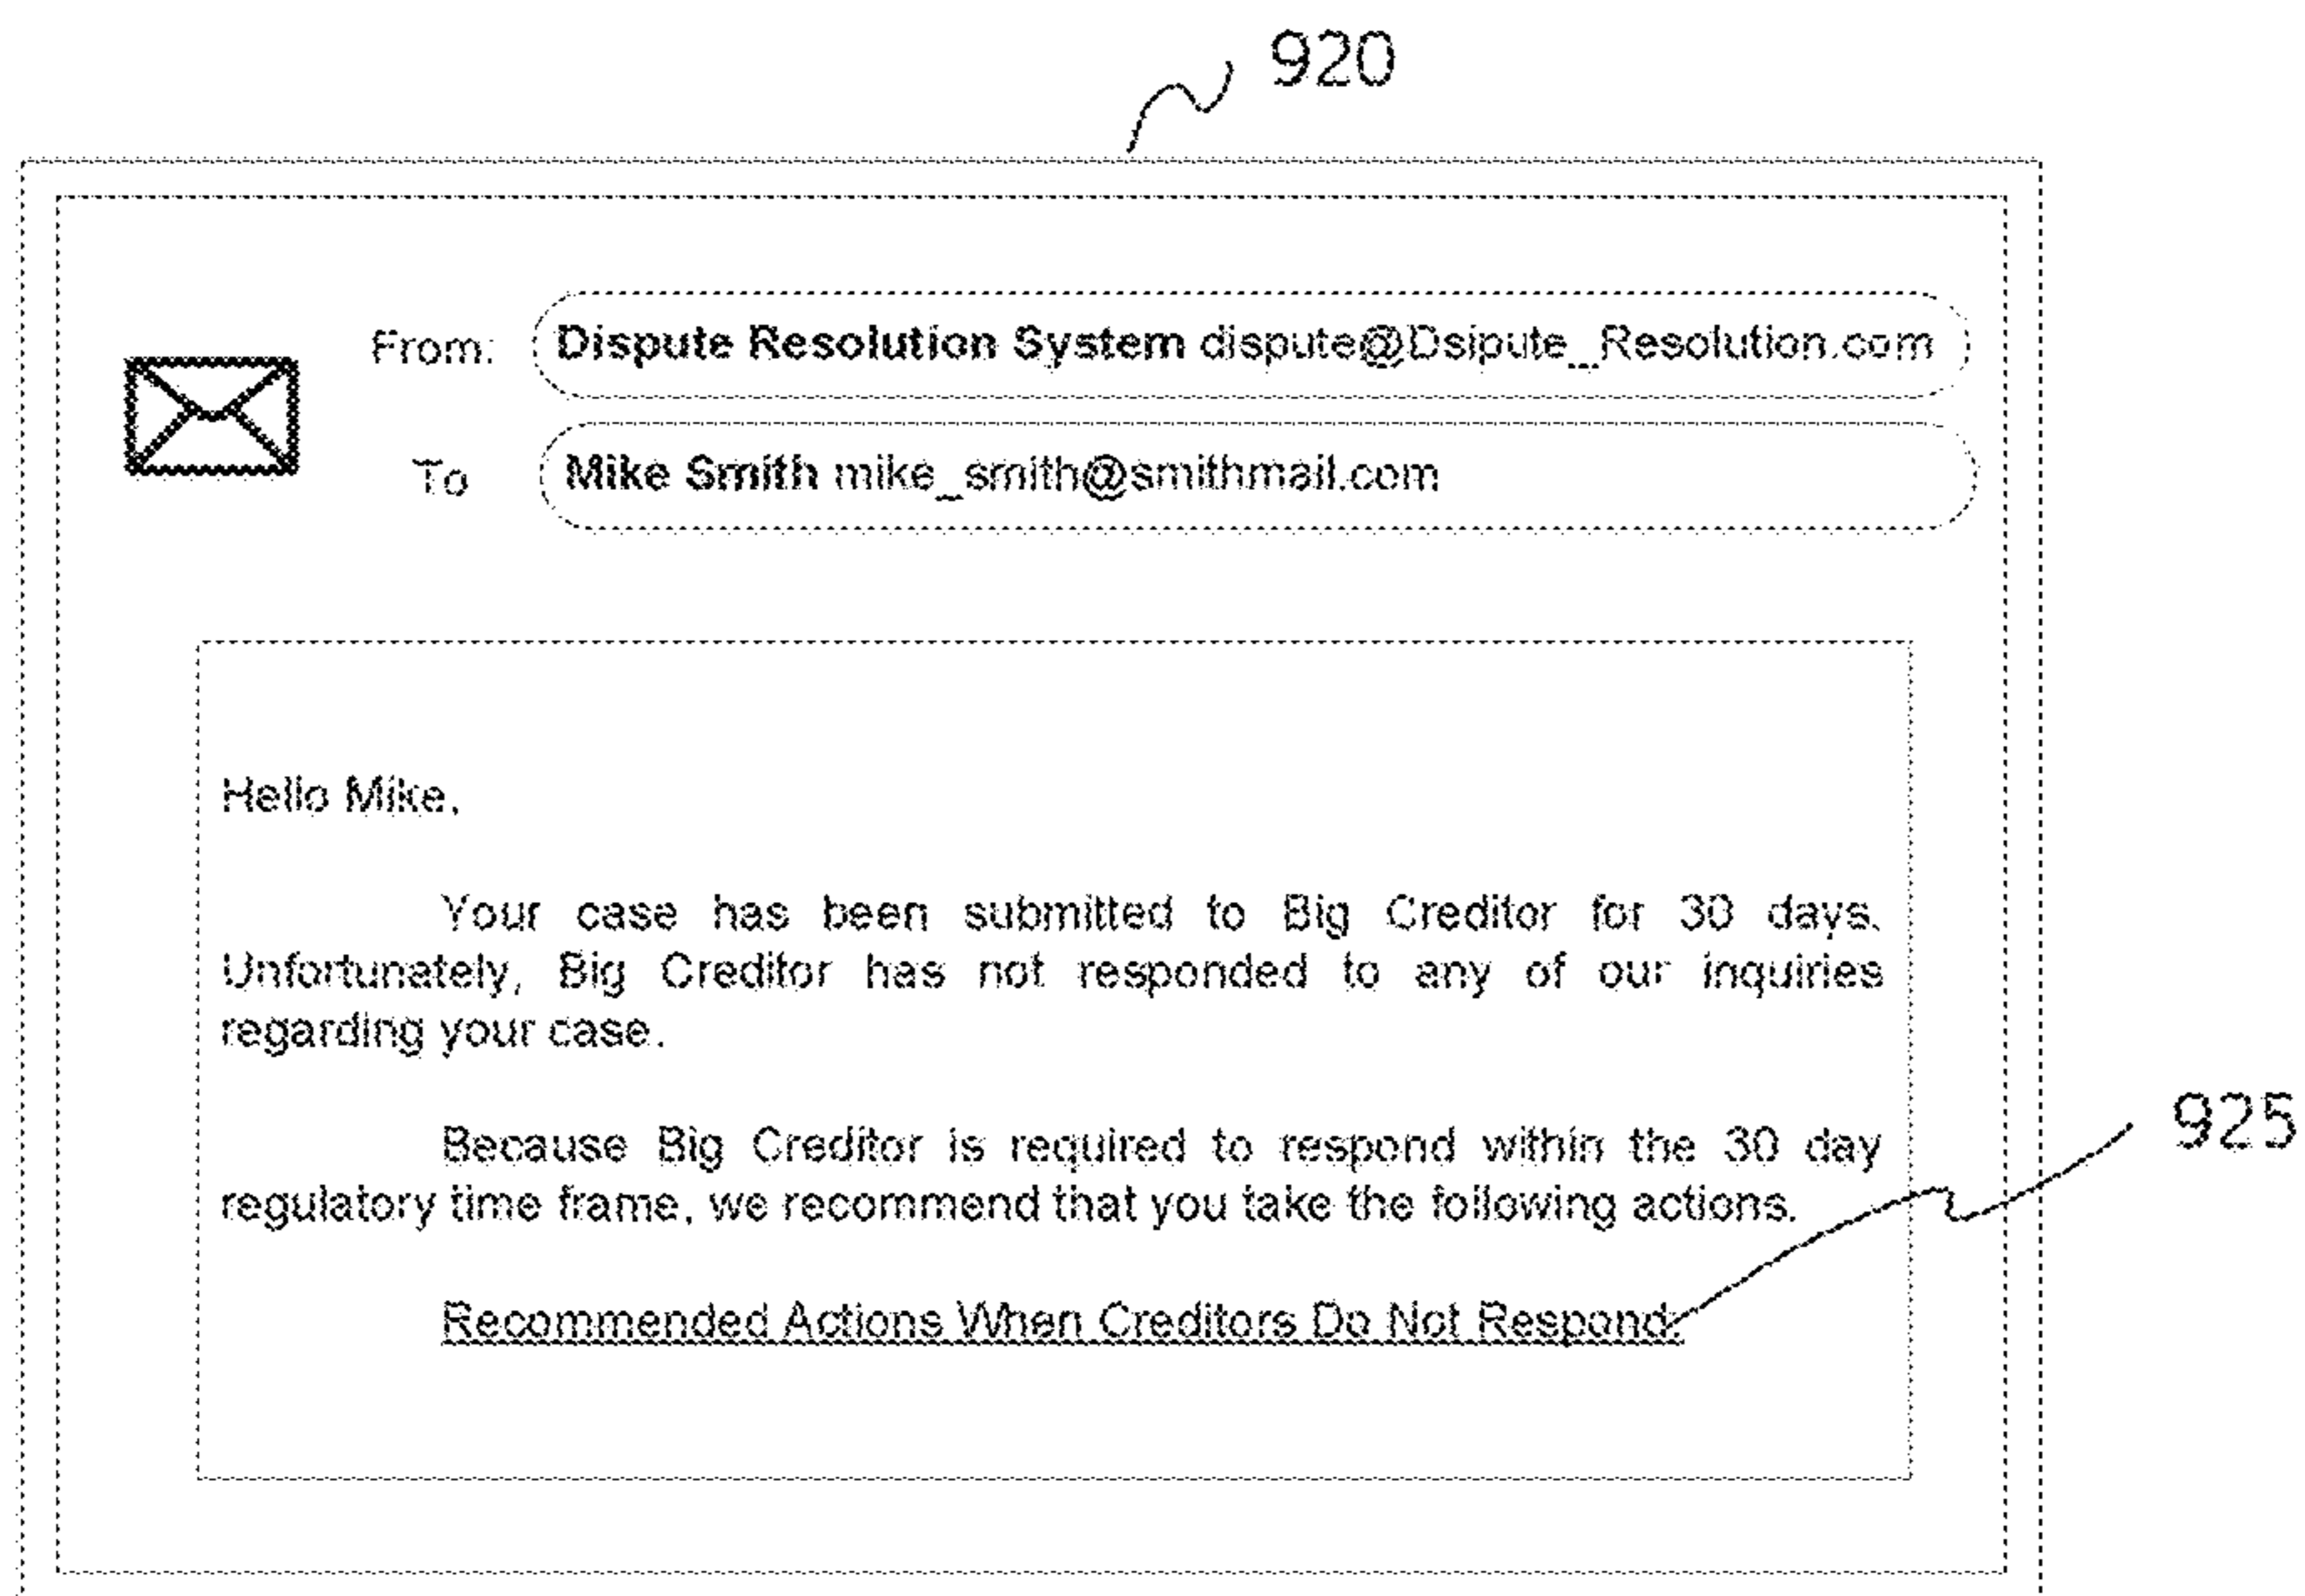 920
From: Dispute Resolution System dispute@Dsipute_Resolution.com
To Mike Smith mike_smith@smithmail.com
Hello Mike,
Your case has been submitted to Big Creditor for 30 days.
Unfortunately, Big Creditor has not responded to any of our inquiries
regarding your case.
Because Big Creditor is required to respond within the 30 day
925
regulatory time frame, we recommend that you take the following actions.
Recommended Actions When Creditors Do Not Respond.